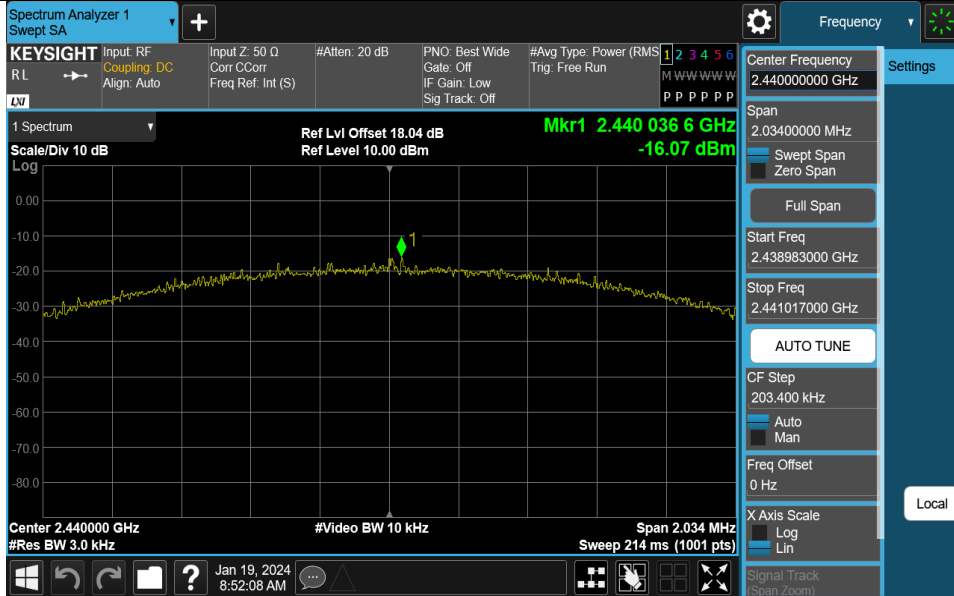 Spectrum Analyzer 1
Swept SA
Frequency
KEYSIGHT
R L
LXI
Input: RF
Coupling: DC
Align: Auto
Input Z: 50 Ω
Corr CCorr
Freq Ref: Int (S)
#Atten: 20 dB
PNO: Best Wide
Gate: Off
IF Gain: Low
Sig Track: Off
#Avg Type: Power (RMS
Trig: Free Run
1 2 3 4 5 6
M W W W W W
P P P P P P
1 Spectrum
Scale/Div 10 dB
Log
Ref Lvl Offset 18.04 dB
Ref Level 10.00 dBm
Mkr1 2.440 036 6 GHz
-16.07 dBm
0.00
-10.0
-20.0
-30.0
-40.0
-50.0
-60.0
-70.0
-80.0
1
Center 2.440000 GHz
#Res BW 3.0 kHz
#Video BW 10 kHz
Span 2.034 MHz
Sweep 214 ms (1001 pts)
Center Frequency
2.440000000 GHz
Span
2.03400000 MHz
Swept Span
Zero Span
Full Span
Start Freq
2.438983000 GHz
Stop Freq
2.441017000 GHz
AUTO TUNE
CF Step
203.400 kHz
Auto
Man
Freq Offset
0 Hz
X Axis Scale
Log
Lin
Signal Track
(Span Zoom)
Settings
Local
Jan 19, 2024
8:52:08 AM